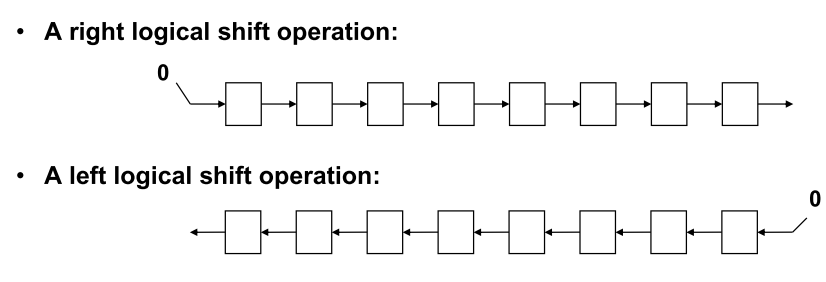 • A right logical shift operation:
0
• A left logical shift operation:
0